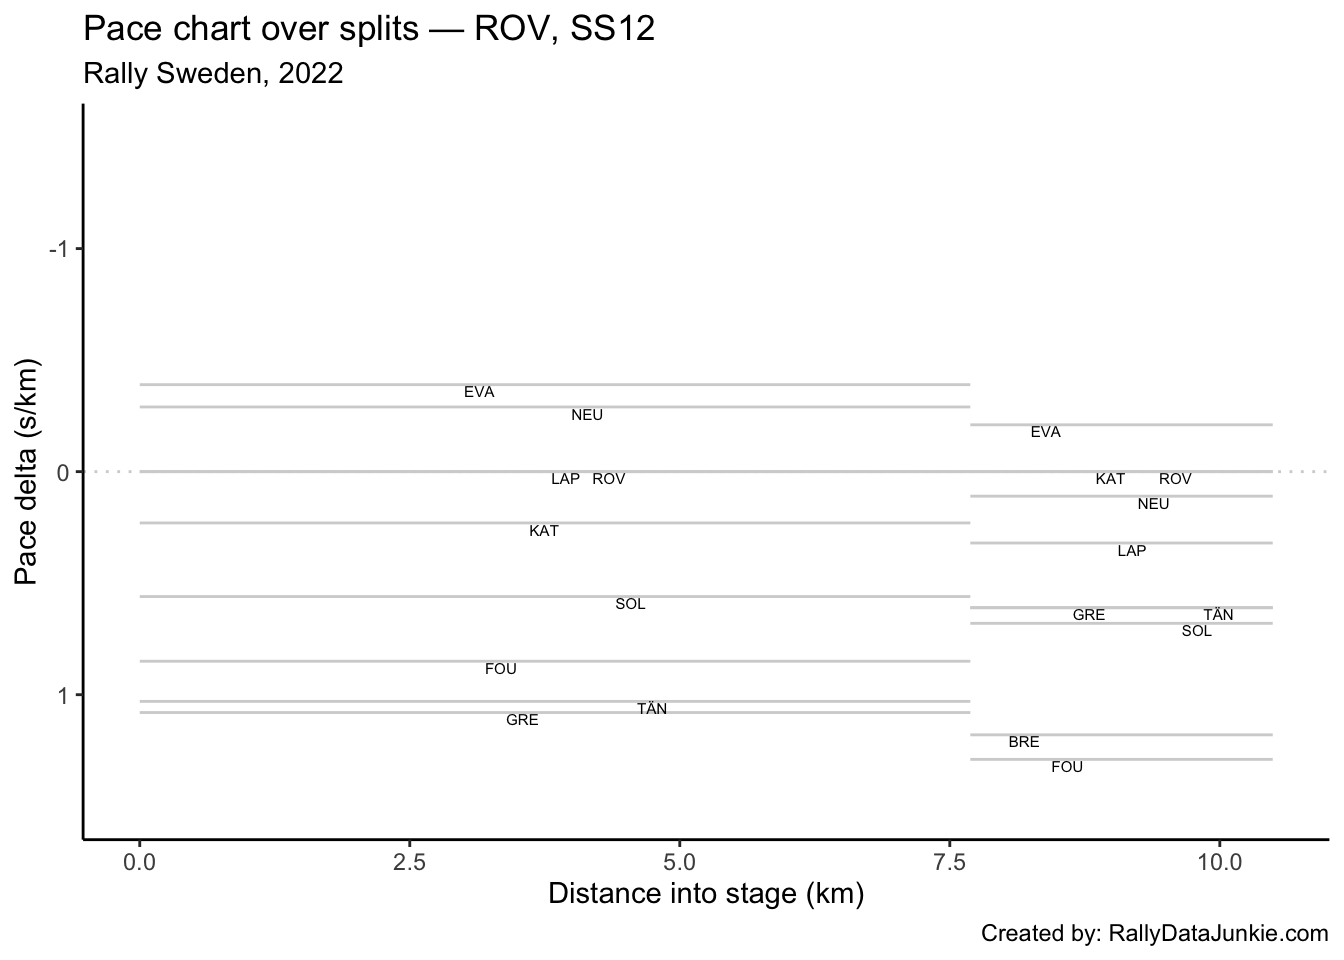 Pace chart over splits — ROV, SS12
Rally Sweden, 2022
Pace delta (s/km)
-1
0
1
EVA
NEU
EVA
LAP ROV
KAT ROV
NEU
KAT
LAP
SOL
GRE TÄN
SOL
FOU
TÄN
GRE
BRE
FOU
0.0 2.5 5.0 7.5 10.0
Distance into stage (km)
Created by: RallyDataJunkie.com